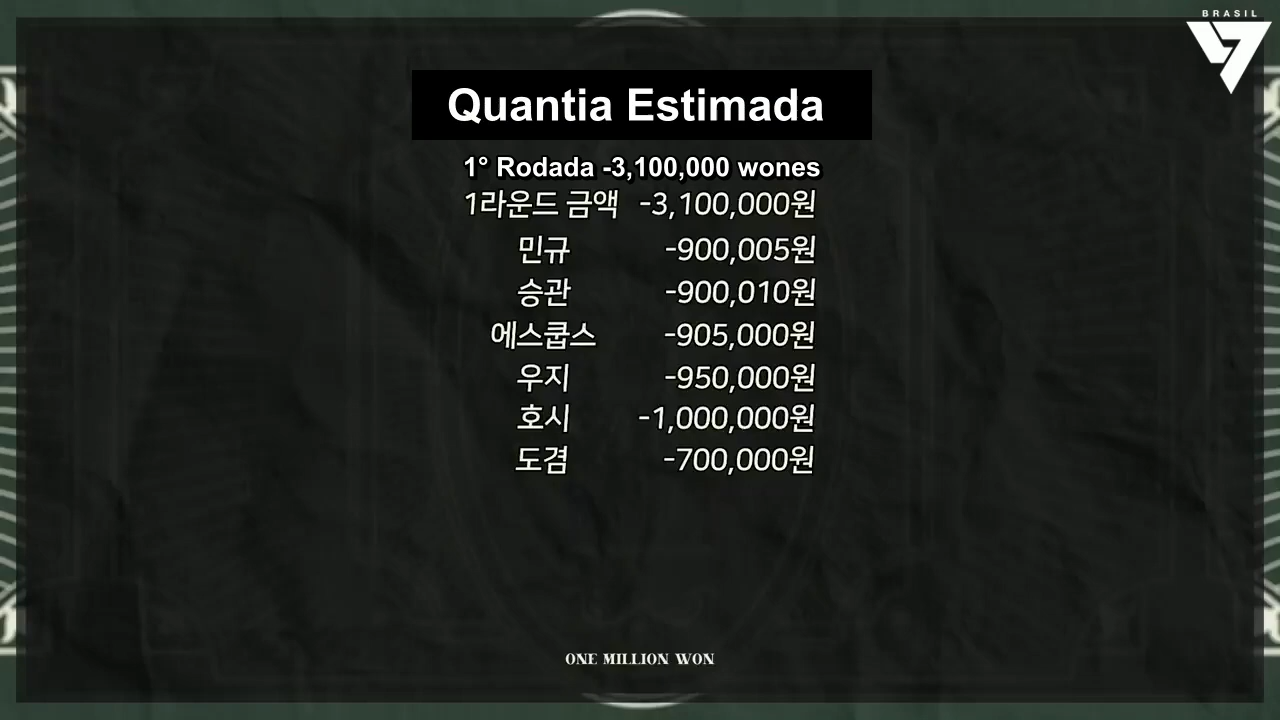 BRASIL
Quantia Estimada
1° Rodada -3,100,000 wones
1라운드 금액 -3,100,000원
민규 -900,005원
승관 -900,010원
에스쿱스 -905,000원
우지 -950,000원
호시 -1,000,000원
도겸 -700,000원
ONE MILLION WON